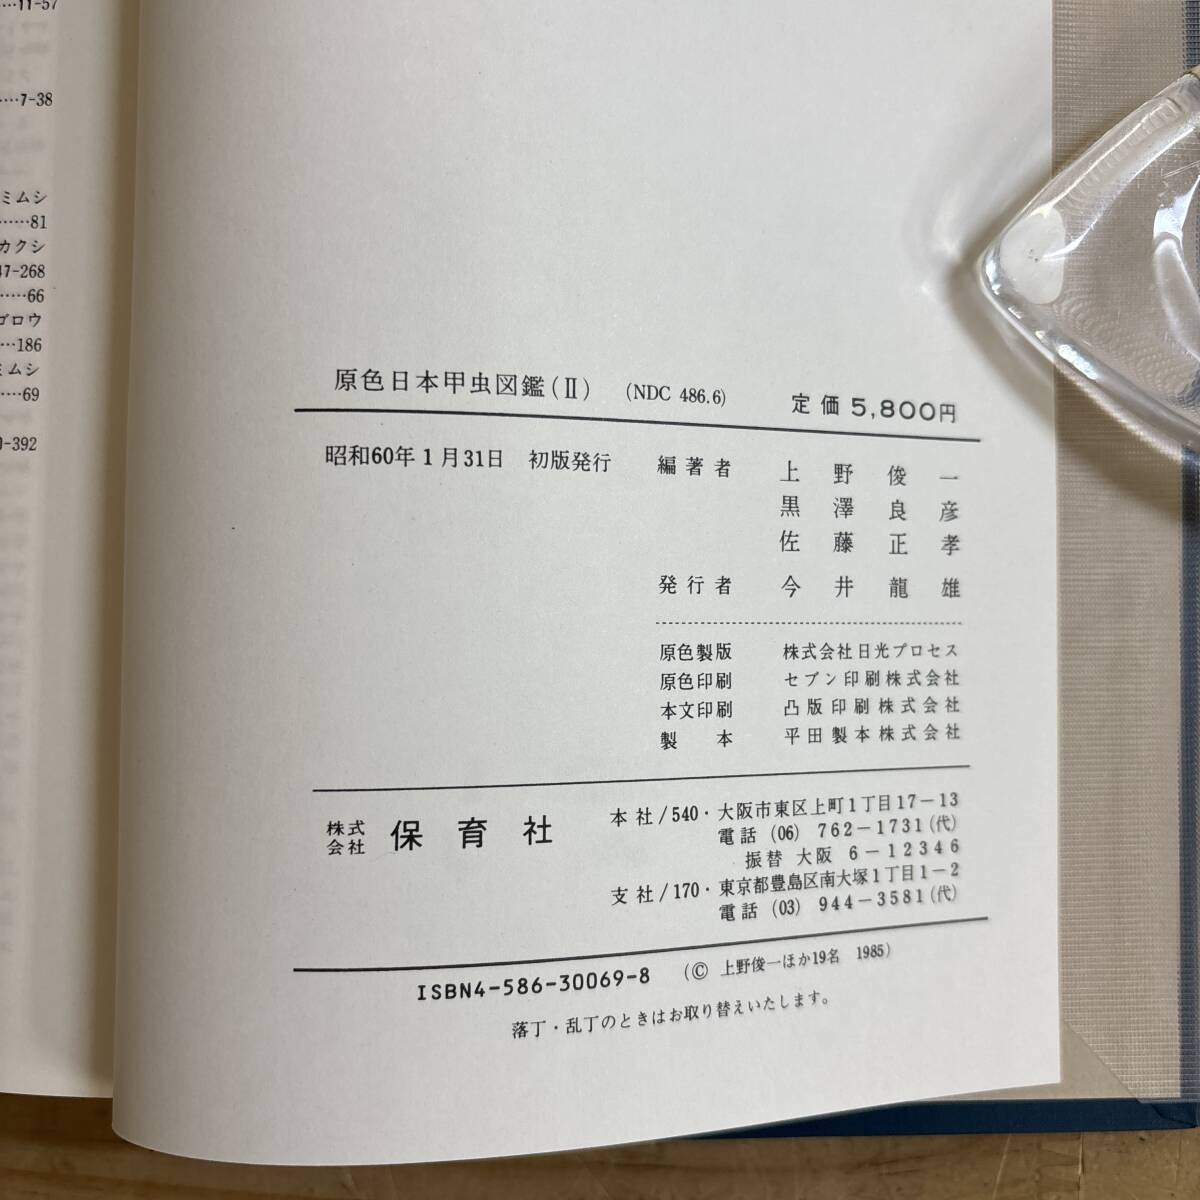 11-57
7-38
ミムシ
81
カクシ
47-268
66
ゴロウ
186
ミムシ
69
0-392
原色日本甲虫図鑑(Ⅱ) (NDC 486.6) 定価 5,800円
昭和60年1月31日 初版発行
編著者 上野俊一
黒澤良彦
佐藤正孝
発行者 今井龍雄
原色製版 株式会社日光プロセス
原色印刷 セブン印刷株式会社
本文印刷 凸版印刷株式会社
製本 平田製本株式会社
株式会社 保育社
本社/540・大阪市東区上町1丁目17-13
電話 (06) 762-1731(代)
振替 大阪 6-12346
支社/170・東京都豊島区南大塚1丁目1-2
電話 (03) 944-3581(代)
ISBN4-586-30069-8 (© 上野俊一ほか19名 1985)
落丁・乱丁のときはお取り替えいたします。